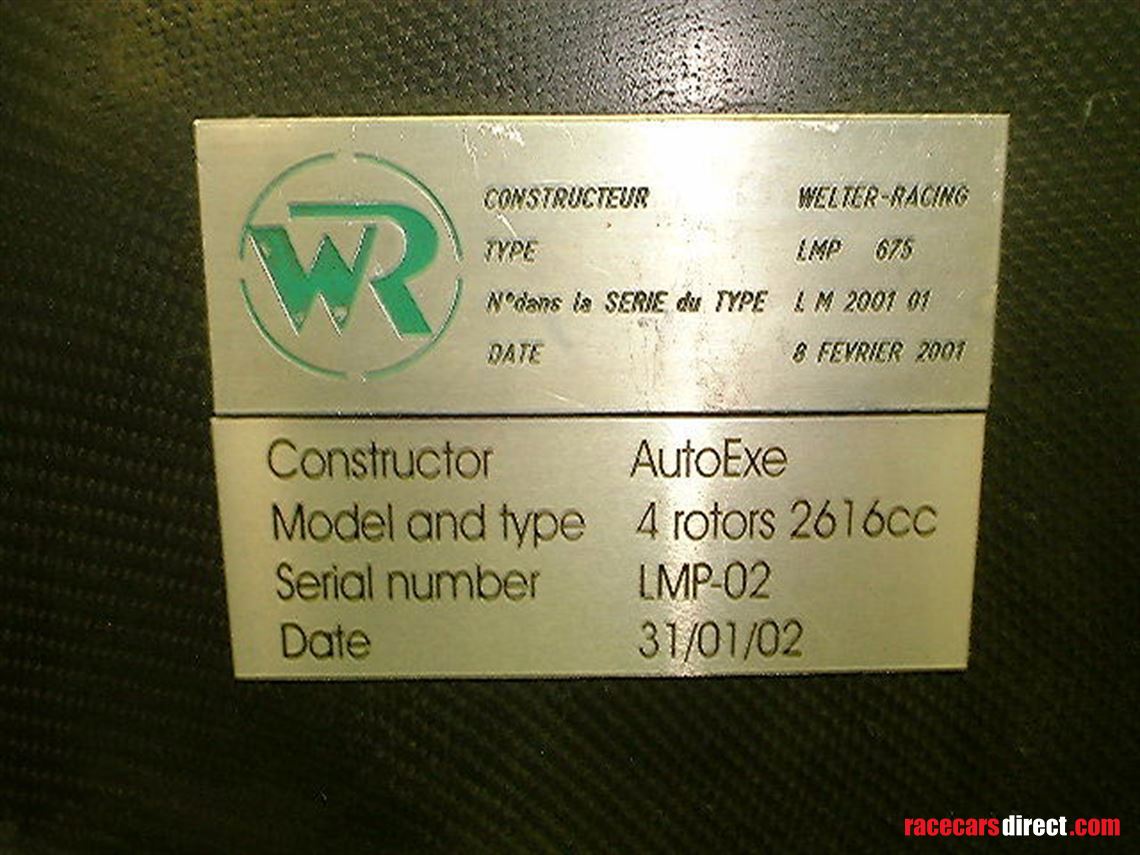 WR
CONSTRUCTEUR WELTER-RACING
TYPE LMP 675
N°dans la SERIE du TYPE L M 2001 01
DATE 8 FEVRIER 2001
Constructor AutoExe
Model and type 4 rotors 2616cc
Serial number LMP-02
Date 31/01/02
racecarsdirect.com